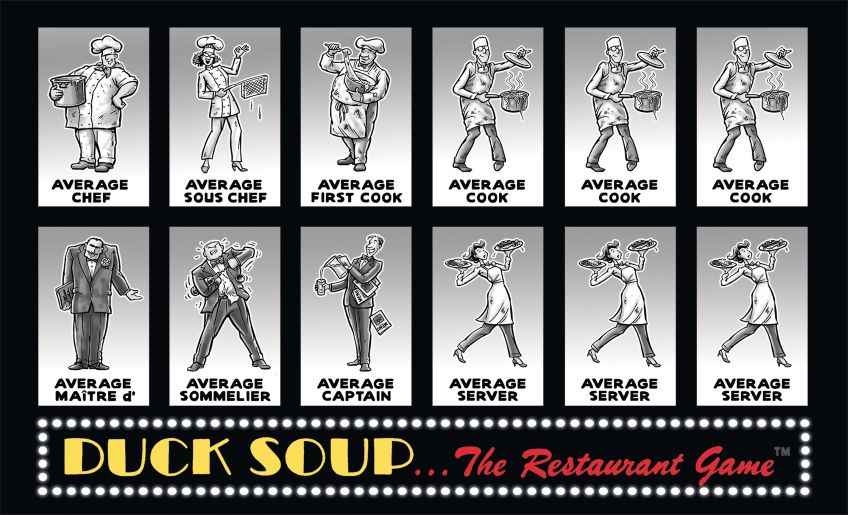 AVERAGE CHEF
AVERAGE SOUS CHEF
AVERAGE FIRST COOK
AVERAGE COOK
AVERAGE COOK
AVERAGE COOK
AVERAGE MAÎTRE d'
AVERAGE SOMMELIER
AVERAGE CAPTAIN
AVERAGE SERVER
AVERAGE SERVER
AVERAGE SERVER
DUCK SOUP...The Restaurant Game™